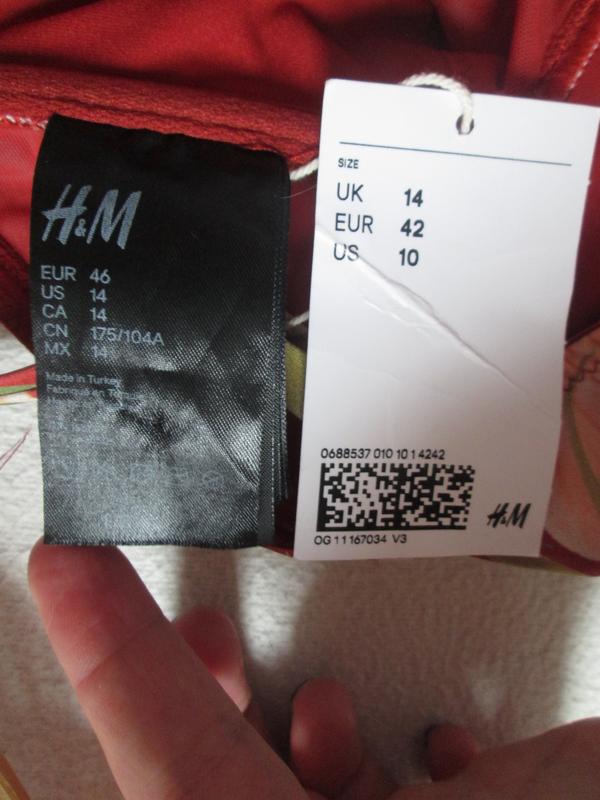 H&M
EUR 46
US 14
CA 14
CN 175/104A
MX 14
Made in Turkey
SIZE
UK 14
EUR 42
US 10
0688537 010 10 1 4242
H&M
OG 11167034 V3